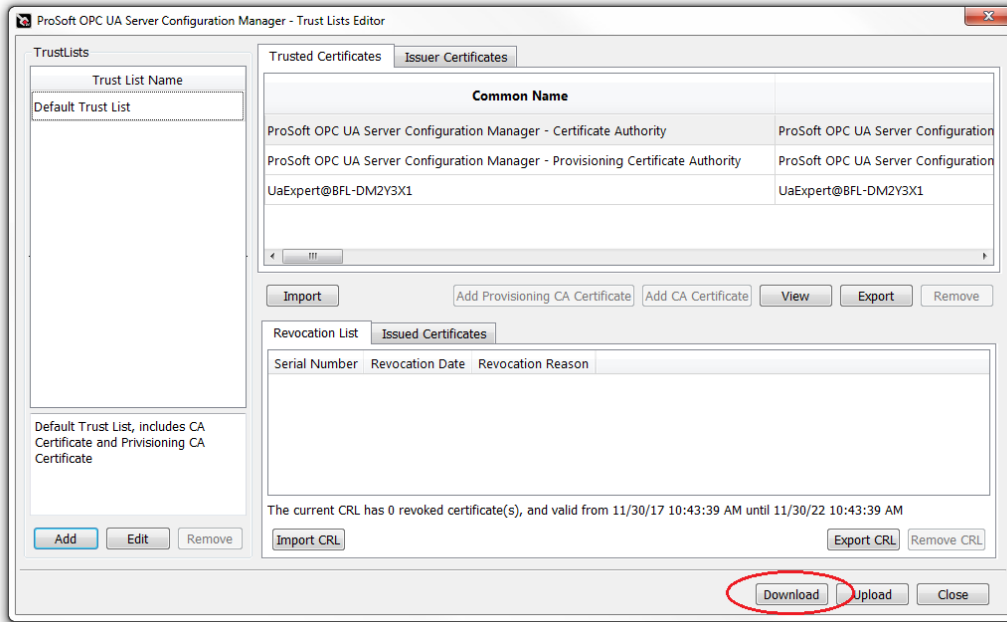 ProSoft OPC UA Server Configuration Manager - Trust Lists Editor
TrustLists
Trust List Name
Default Trust List
Default Trust List, includes CA
Certificate and Privisioning CA
Certificate
Add Edit Remove
Trusted Certificates Issuer Certificates
Common Name
ProSoft OPC UA Server Configuration Manager - Certificate Authority ProSoft OPC UA Server Configuration
ProSoft OPC UA Server Configuration Manager - Provisioning Certificate Authority ProSoft OPC UA Server Configuration
UaExpert@BFL-DM2Y3X1 UaExpert@BFL-DM2Y3X1
Import Add Provisioning CA Certificate Add CA Certificate View Export Remove
Revocation List Issued Certificates
Serial Number Revocation Date Revocation Reason
The current CRL has 0 revoked certificate(s), and valid from 11/30/17 10:43:39 AM until 11/30/22 10:43:39 AM
Import CRL Export CRL Remove CRL
Download Upload Close